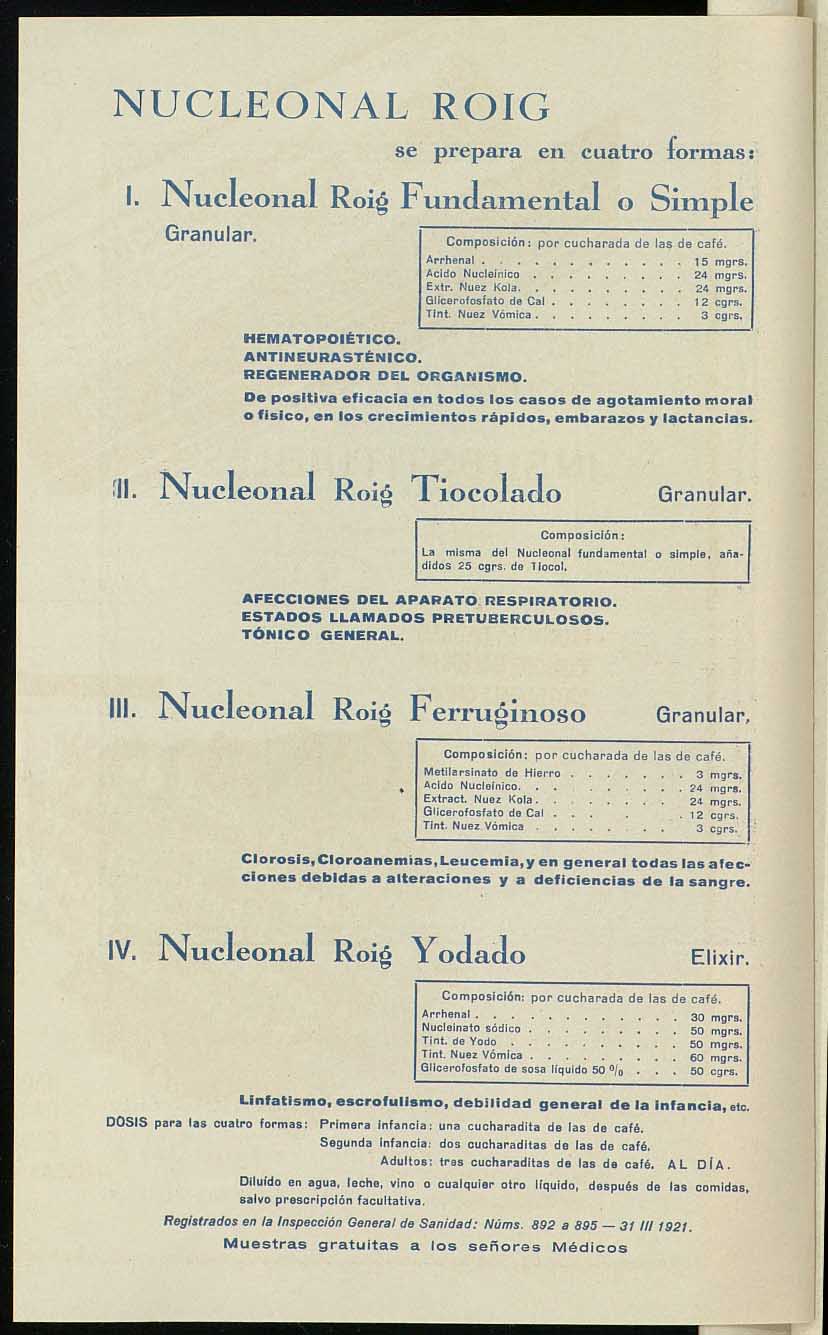 NUCLEONAL ROIG
se prepara en cuatro formas:
I. Nucleonal Roig Fundamental o Simple
Granular.
Composición: por cucharada de las de café.
Arrhenal . . . . . . . . . . . . 15 mgrs.
Acido Nucleínico . . . . . . . . . 24 mgrs.
Extr. Nuez Kola. . . . . . . . . . 24 mgrs.
Glicerofosfato de Cal . . . . . . . . 12 cgrs.
Tint. Nuez Vómica . . . . . . . . . 3 cgrs.
HEMATOPOIÉTICO.
ANTINEURASTÉNICO.
REGENERADOR DEL ORGANISMO.
De positiva eficacia en todos los casos de agotamiento moral
o físico, en los crecimientos rápidos, embarazos y lactancias.
II. Nucleonal Roig Tiocolado Granular.
Composición:
La misma del Nucleonal fundamental o simple, aña-
didos 25 cgrs. de Tiocol.
AFECCIONES DEL APARATO RESPIRATORIO.
ESTADOS LLAMADOS PRETUBERCULOSOS.
TÓNICO GENERAL.
III. Nucleonal Roig Ferruginoso Granular,
Composición: por cucharada de las de café.
Metilarsinato de Hierro . . . . . . . 3 mgrs.
Acido Nucleínico. . . . . . . . . 24 mgrs.
Extract. Nuez Kola. . . . . . . . 24 mgrs.
Glicerofosfato de Cal . . . . . 12 cgrs.
Tint. Nuez Vómica . . . . . . . . 3 cgrs.
Clorosis, Cloroanemias, Leucemia, y en general todas las afec-
ciones debidas a alteraciones y a deficiencias de la sangre.
IV. Nucleonal Roig Yodado Elixir.
Composición: por cucharada de las de café.
Arrhenal . . . . . . . . . . . . 30 mgrs.
Nucleinato sódico . . . . . . . . . 50 mgrs.
Tint. de Yodo . . . . . . . . . . 50 mgrs.
Tint. Nuez Vómica . . . . . . . . . 60 mgrs.
Glicerofosfato de sosa líquido 50 % . . . 50 cgrs.
Linfatismo, escrofulismo, debilidad general de la infancia, etc.
DOSIS para las cuatro formas: Primera infancia: una cucharadita de las de café.
Segunda infancia: dos cucharaditas de las de café.
Adultos: tres cucharaditas de las de café. AL DÍA.
Diluído en agua, leche, vino o cualquier otro líquido, después de las comidas,
salvo prescripción facultativa.
Registrados en la Inspección General de Sanidad: Núms. 892 a 895 — 31 III 1921.
Muestras gratuitas a los señores Médicos